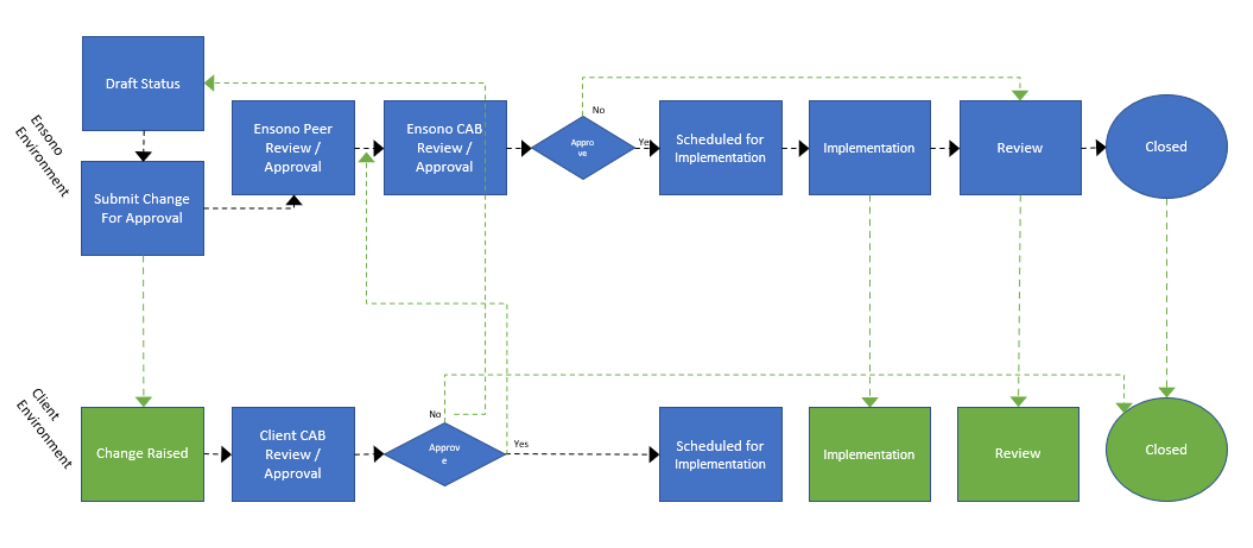 Ensono
Environment
Draft Status
Submit Change
For Approval
Ensono Peer
Review /
Approval
Ensono CAB
Review /
Approval
Appro
ve
No
Yes
Scheduled for
Implementation
Implementation
Review
Closed
Client
Environment
Change Raised
Client CAB
Review /
Approval
Approv
e
No
Yes
Scheduled for
Implementation
Implementation
Review
Closed